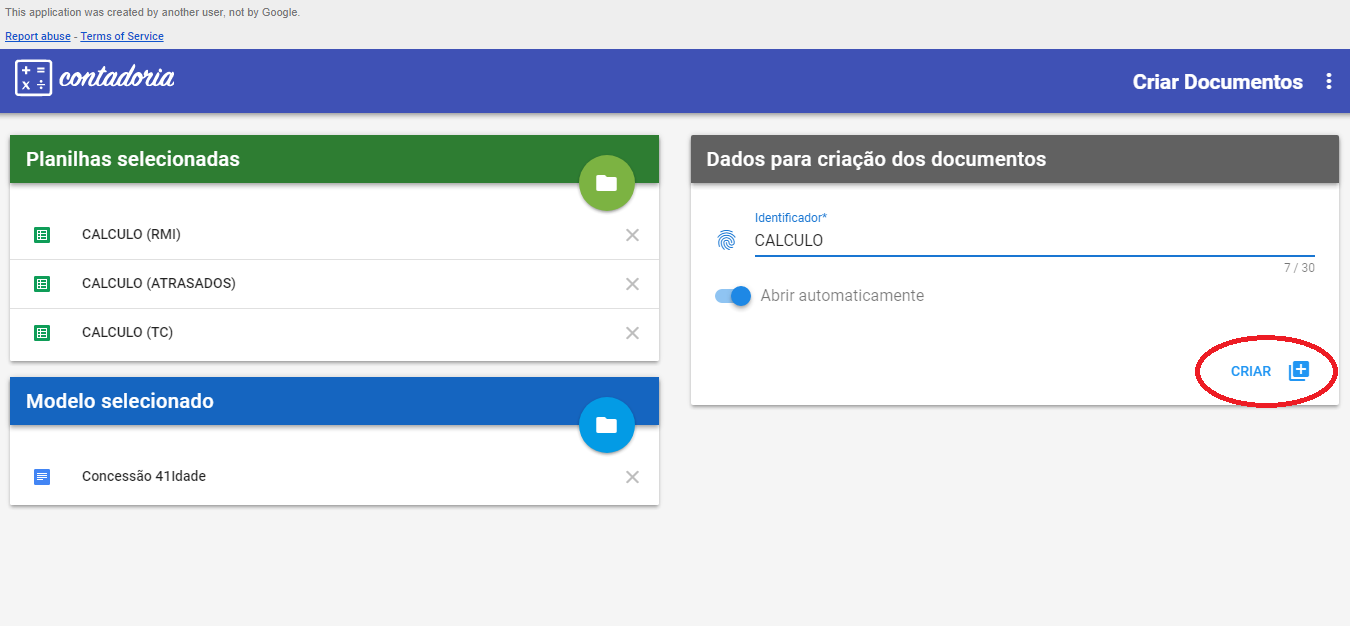 This application was created by another user, not by Google.
Report abuse - Terms of Service
contadoria
Criar Documentos
Planilhas selecionadas
CALCULO (RMI)
CALCULO (ATRASADOS)
CALCULO (TC)
Modelo selecionado
Concessão 41Idade
Dados para criação dos documentos
Identificador*
CALCULO
7 / 30
Abrir automaticamente
CRIAR